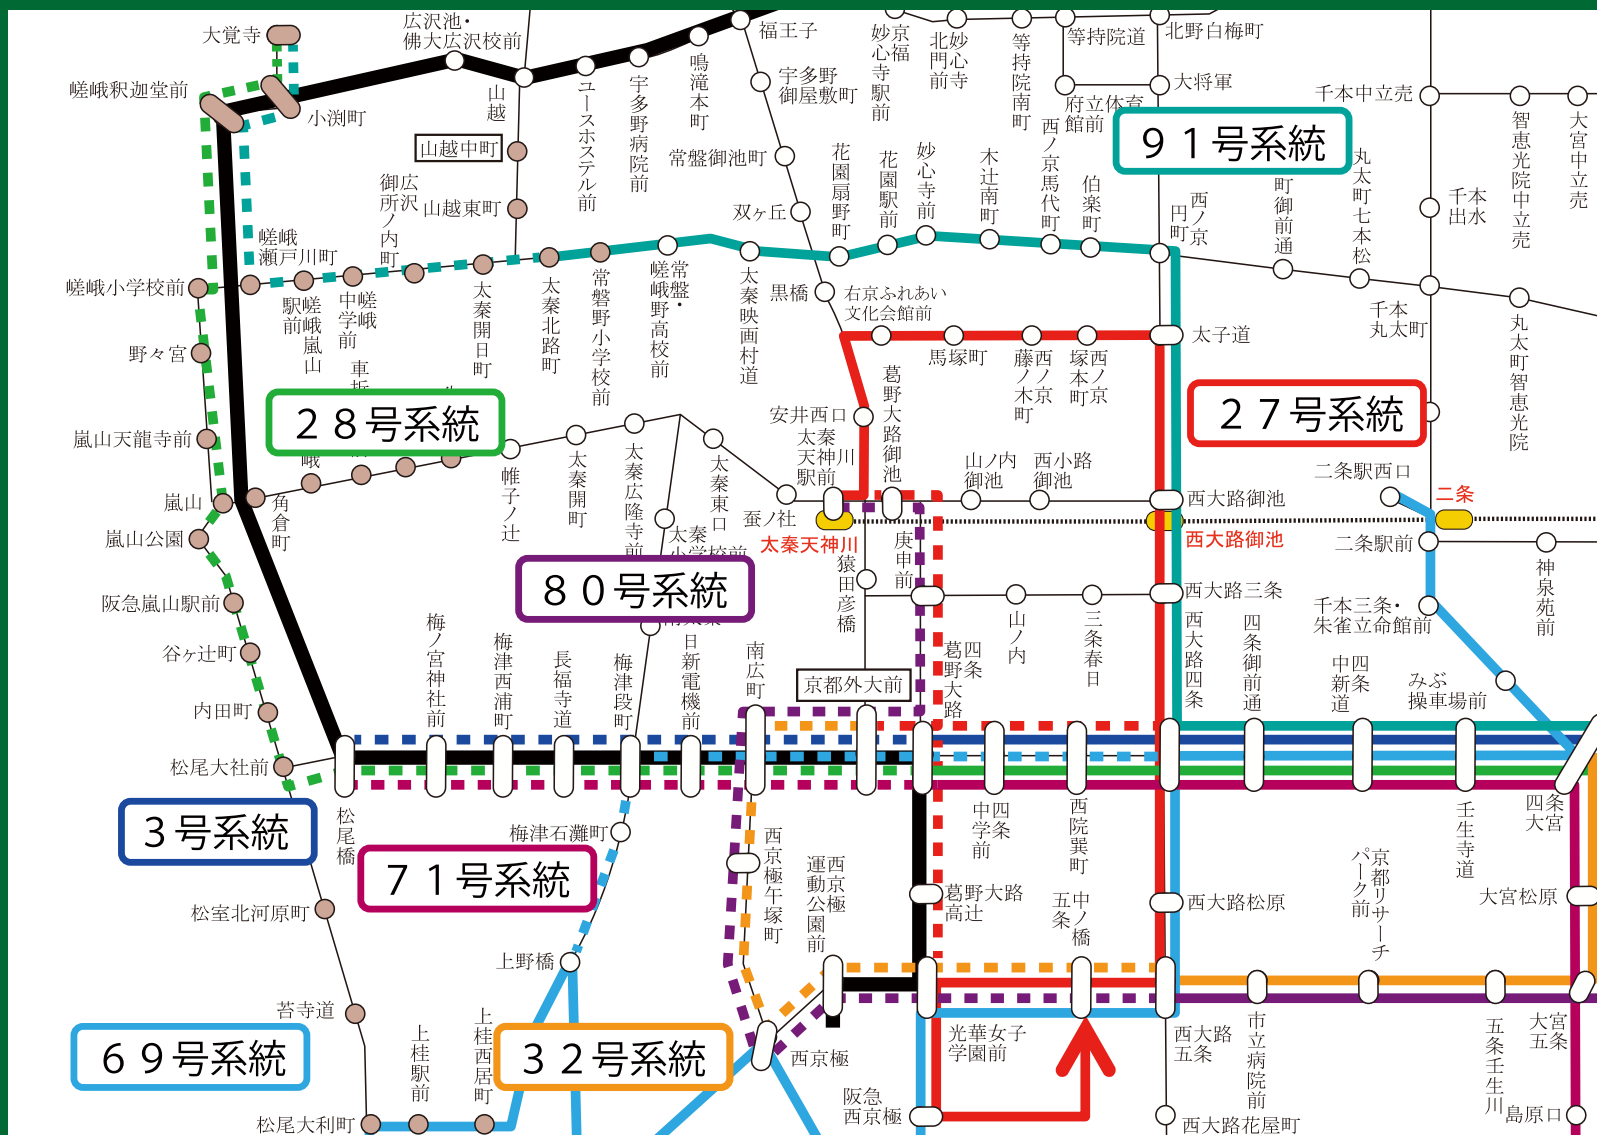 大覚寺
広沢池・
佛大広沢校前
福王子
妙心寺駅前
京福
北門前
妙心寺
等持院南町
等持院道
北野白梅町
嵯峨釈迦堂前
小渕町
山越
ユースホステル前
宇多野病院前
鳴滝本町
宇多野
御屋敷町
府立体育
館前
大将軍
千本中立売
智恵光院中立売
大宮中立売
山越中町
91号系統
常盤御池町
花園扇野町
花園駅前
妙心寺前
木辻南町
西ノ京馬代町
伯楽町
円町
西ノ京
町御前通
丸太町七本松
千本
出水
御所ノ内町
広沢
山越東町
双ヶ丘
嵯峨
瀬戸川町
嵯峨小学校前
駅前
嵯峨嵐山
中学前
嵯峨
太秦開日町
太秦北路町
常磐野小学校前
嵯峨野高校前
常盤・
太秦映画村道
黒橋
右京ふれあい
文化会館前
千本
丸太町
丸太町智恵光院
野々宮
馬塚町
藤ノ木町
西ノ京
塚本町
西ノ京
太子道
車折
28号系統
27号系統
嵐山天龍寺前
安井西口
太秦
天神川
駅前
葛野大路御池
帷子ノ辻
太秦開町
太秦広隆寺前
太秦東口
山ノ内
御池
西小路
御池
二条駅西口
嵐山
角倉町
蚕ノ社
西大路御池
二条
嵐山公園
太秦
小学校前
太秦天神川
庚申前
西大路御池
二条駅前
80号系統
猿田彦橋
神泉苑前
阪急嵐山駅前
西大路三条
千本三条・
朱雀立命館前
谷ヶ辻町
梅ノ宮神社前
梅津西浦町
長福寺道
梅津段町
日新電機前
南広町
京都外大前
葛野大路
四条
山ノ内
三条春日
西大路四条
四条御前通
中新道
四条
みぶ
操車場前
内田町
松尾大社前
3号系統
松尾橋
梅津石灘町
71号系統
西京極午塚町
運動公園前
西京極
中学前
四条
西院巽町
壬生寺道
四条
大宮
松室北河原町
葛野大路
高辻
五条
中ノ橋
西大路松原
パーク前
京都リサーチ
大宮松原
上野橋
苔寺道
上桂駅前
上桂西居町
69号系統
32号系統
西京極
光華女子
学園前
西大路
五条
市立病院前
五条壬生川
大宮
五条
松尾大利町
阪急
西京極
西大路花屋町
島原口